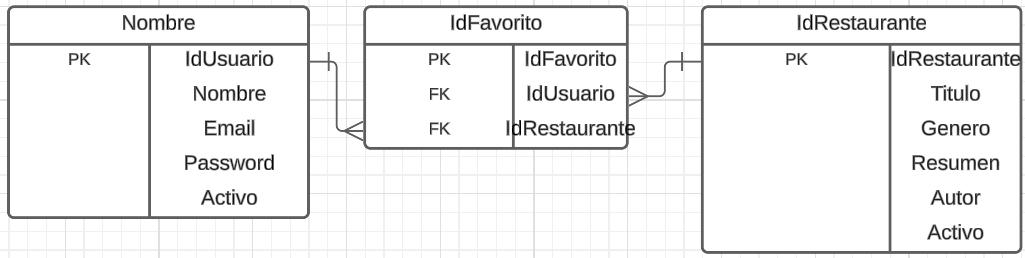 Nombre
PK IdUsuario
Nombre
Email
Password
Activo
IdFavorito
PK IdFavorito
FK IdUsuario
FK IdRestaurante
IdRestaurante
PK IdRestaurante
Titulo
Genero
Resumen
Autor
Activo